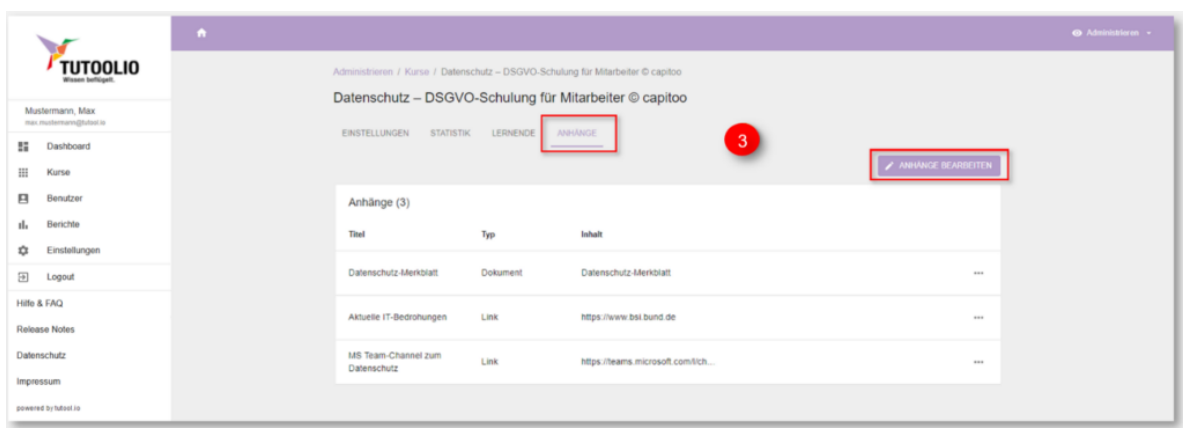 TUTOOLIO
Wissen beflügelt.
Mustermann, Max
max.mustermann@tutool.io
Dashboard
Kurse
Benutzer
Berichte
Einstellungen
Logout
Hilfe & FAQ
Release Notes
Datenschutz
Impressum
powered by tutool.io
Administrieren
Administrieren / Kurse / Datenschutz – DSGVO-Schulung für Mitarbeiter © capitoo
Datenschutz – DSGVO-Schulung für Mitarbeiter © capitoo
EINSTELLUNGEN STATISTIK LERNENDE ANHÄNGE
3
ANHÄNGE BEARBEITEN
Anhänge (3)
Titel Typ Inhalt
Datenschutz-Merkblatt Dokument Datenschutz-Merkblatt
Aktuelle IT-Bedrohungen Link https://www.bsi.bund.de
MS Team-Channel zum
Datenschutz Link https://teams.microsoft.com/l/ch...